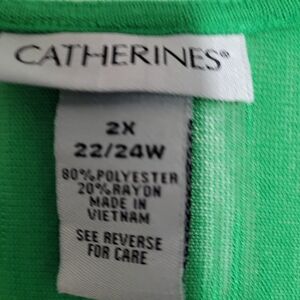 CATHERINES®
2X
22/24W
80%POLYESTER
20%RAYON
MADE IN
VIETNAM
SEE REVERSE
FOR CARE